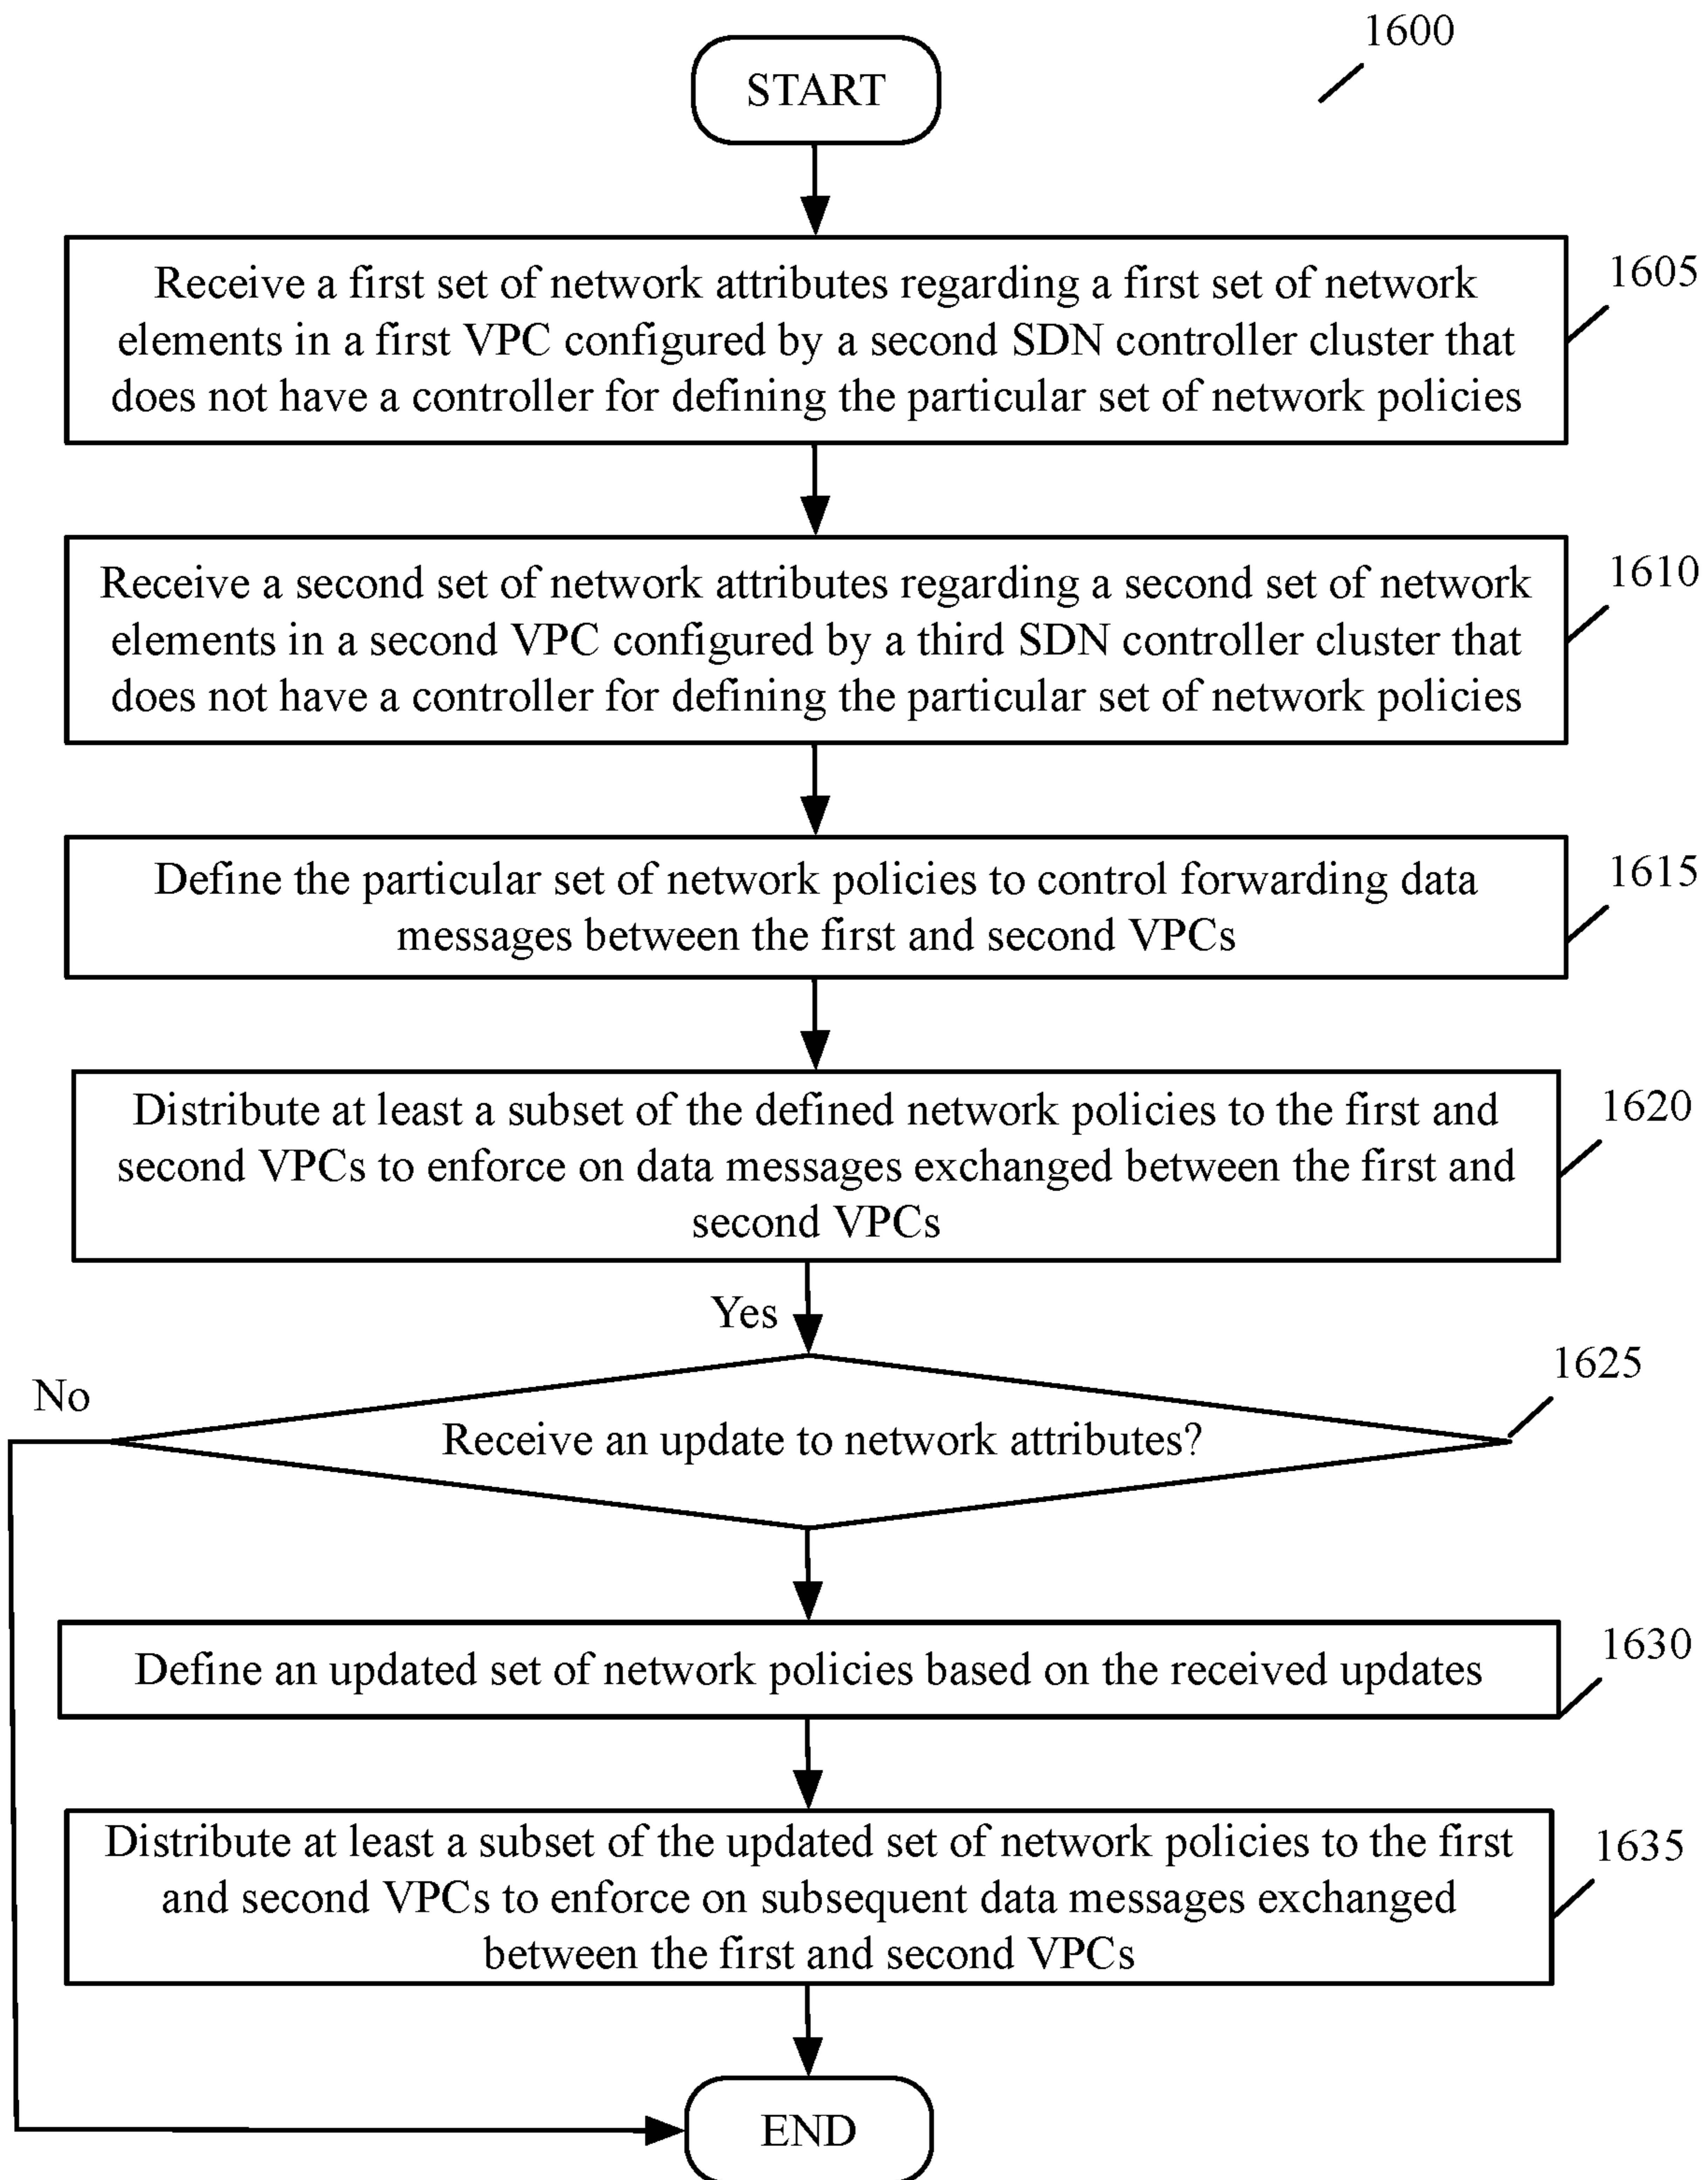 1600
START
Receive a first set of network attributes regarding a first set of network
elements in a first VPC configured by a second SDN controller cluster that
does not have a controller for defining the particular set of network policies
1605
Receive a second set of network attributes regarding a second set of network
elements in a second VPC configured by a third SDN controller cluster that
does not have a controller for defining the particular set of network policies
1610
Define the particular set of network policies to control forwarding data
messages between the first and second VPCs
1615
Distribute at least a subset of the defined network policies to the first and
second VPCs to enforce on data messages exchanged between the first and
second VPCs
1620
Yes
No
Receive an update to network attributes?
1625
Define an updated set of network policies based on the received updates
1630
Distribute at least a subset of the updated set of network policies to the first
and second VPCs to enforce on subsequent data messages exchanged
between the first and second VPCs
1635
END